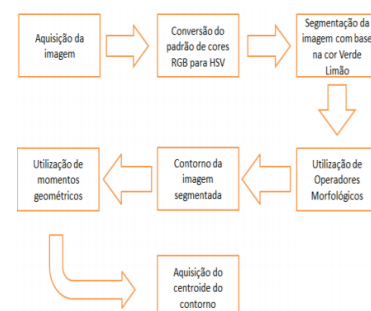 Aquisição da
imagem
Conversão do
padrão de cores
RGB para HSV
Segmentação da
imagem com base
na cor Verde
Limão
Utilização de
Operadores
Morfológicos
Contorno da
imagem
segmentada
Utilização de
momentos
geométricos
Aquisição do
centroide do
contorno